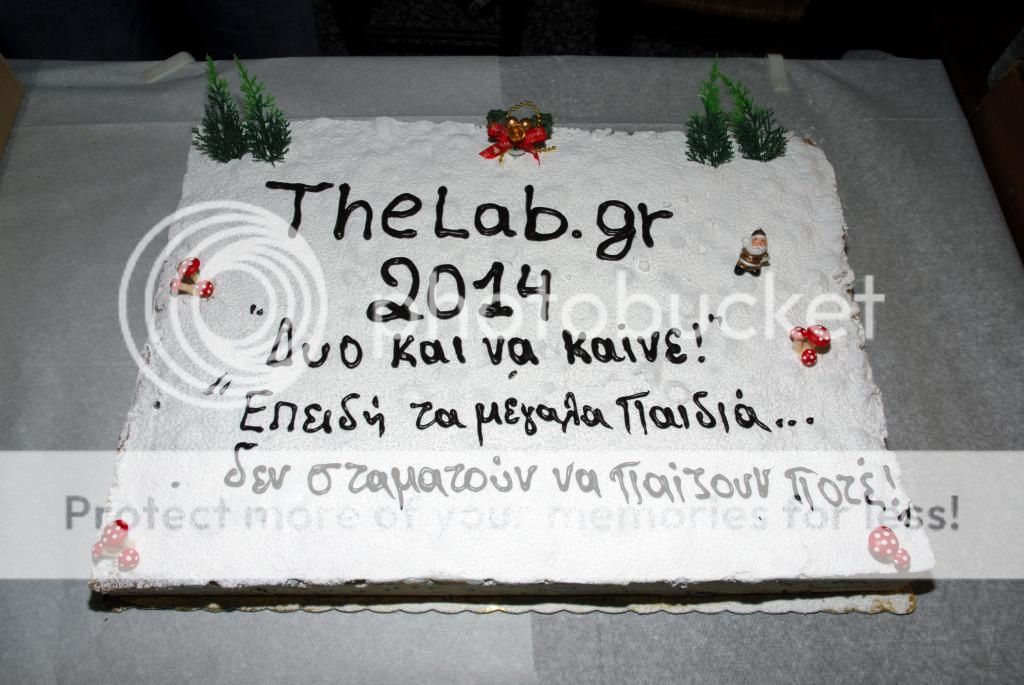 TheLab.gr
2014
"Δυο και να καινε!"
"Επειδή τα μεγαλα Παιδιά...
δεν σταματούν να παίζουν ποτέ!"
photobucket
Protect more of your memories for less!